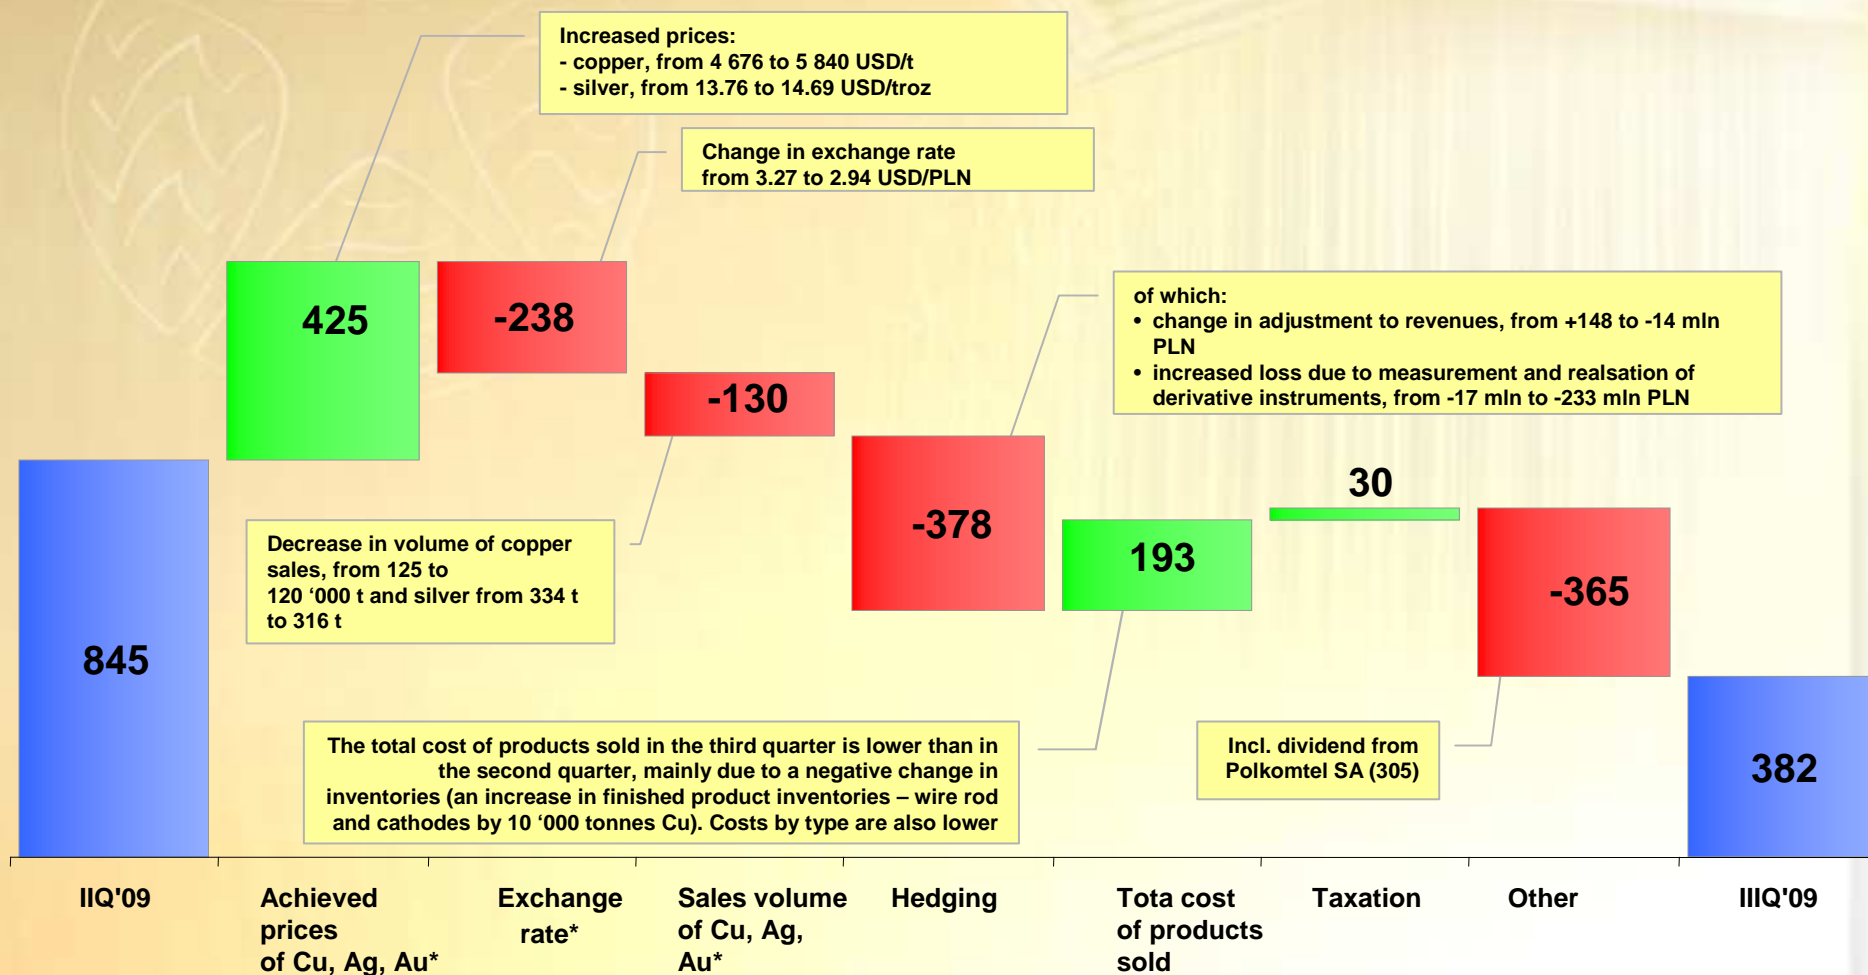 Increased prices:
- copper, from 4 676 to 5 840 USD/t
- silver, from 13.76 to 14.69 USD/troz
Change in exchange rate
from 3.27 to 2.94 USD/PLN
425
-238
-130
of which:
• change in adjustment to revenues, from +148 to -14 mln
PLN
• increased loss due to measurement and realsation of
derivative instruments, from -17 mln to -233 mln PLN
-378
193
30
-365
Decrease in volume of copper
sales, from 125 to
120 ‘000 t and silver from 334 t
to 316 t
845
The total cost of products sold in the third quarter is lower than in
the second quarter, mainly due to a negative change in
inventories (an increase in finished product inventories – wire rod
and cathodes by 10 ‘000 tonnes Cu). Costs by type are also lower
Incl. dividend from
Polkomtel SA (305)
382
IIQ'09
Achieved
prices
of Cu, Ag, Au*
Exchange
rate*
Sales volume
of Cu, Ag,
Au*
Hedging
Tota cost
of products
sold
Taxation
Other
IIIQ'09